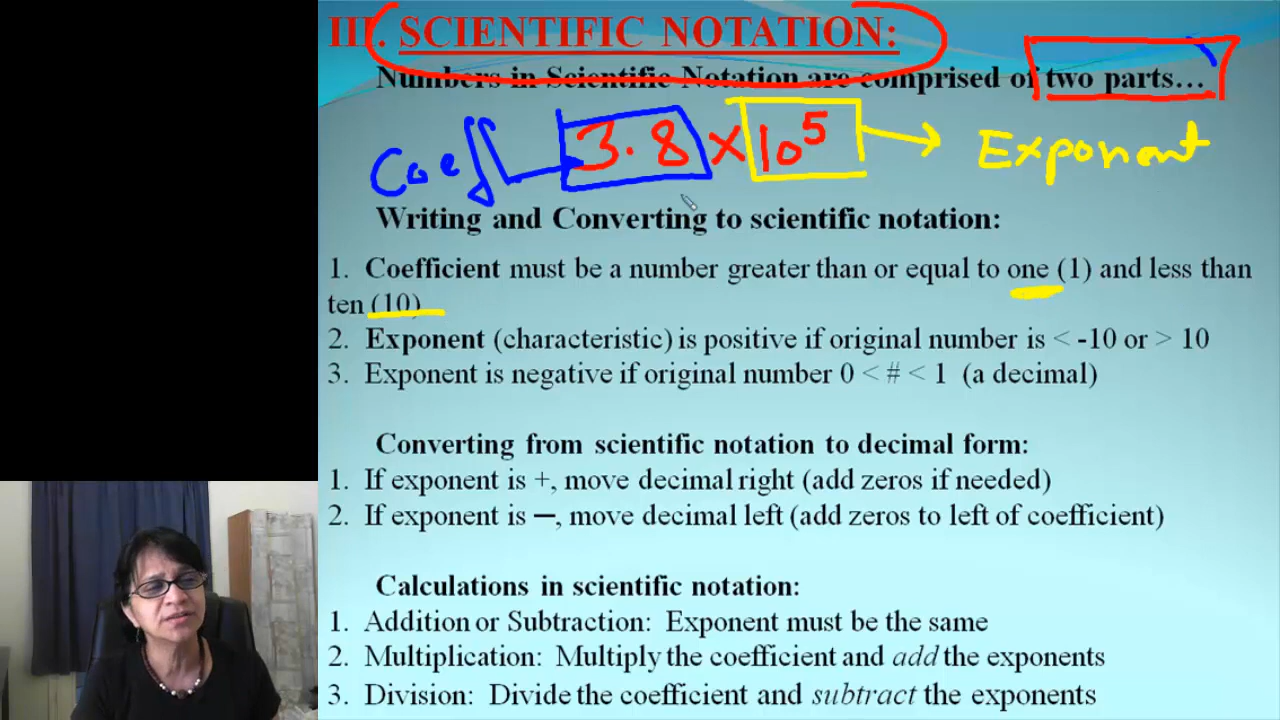 III. SCIENTIFIC NOTATION:
Numbers in Scientific Notation are comprised of two parts…
Coeff 3.8 × 10⁵ Exponent
Writing and Converting to scientific notation:
1. Coefficient must be a number greater than or equal to one (1) and less than
ten (10)
2. Exponent (characteristic) is positive if original number is < -10 or > 10
3. Exponent is negative if original number 0 < # < 1 (a decimal)
Converting from scientific notation to decimal form:
1. If exponent is +, move decimal right (add zeros if needed)
2. If exponent is –, move decimal left (add zeros to left of coefficient)
Calculations in scientific notation:
1. Addition or Subtraction: Exponent must be the same
2. Multiplication: Multiply the coefficient and add the exponents
3. Division: Divide the coefficient and subtract the exponents